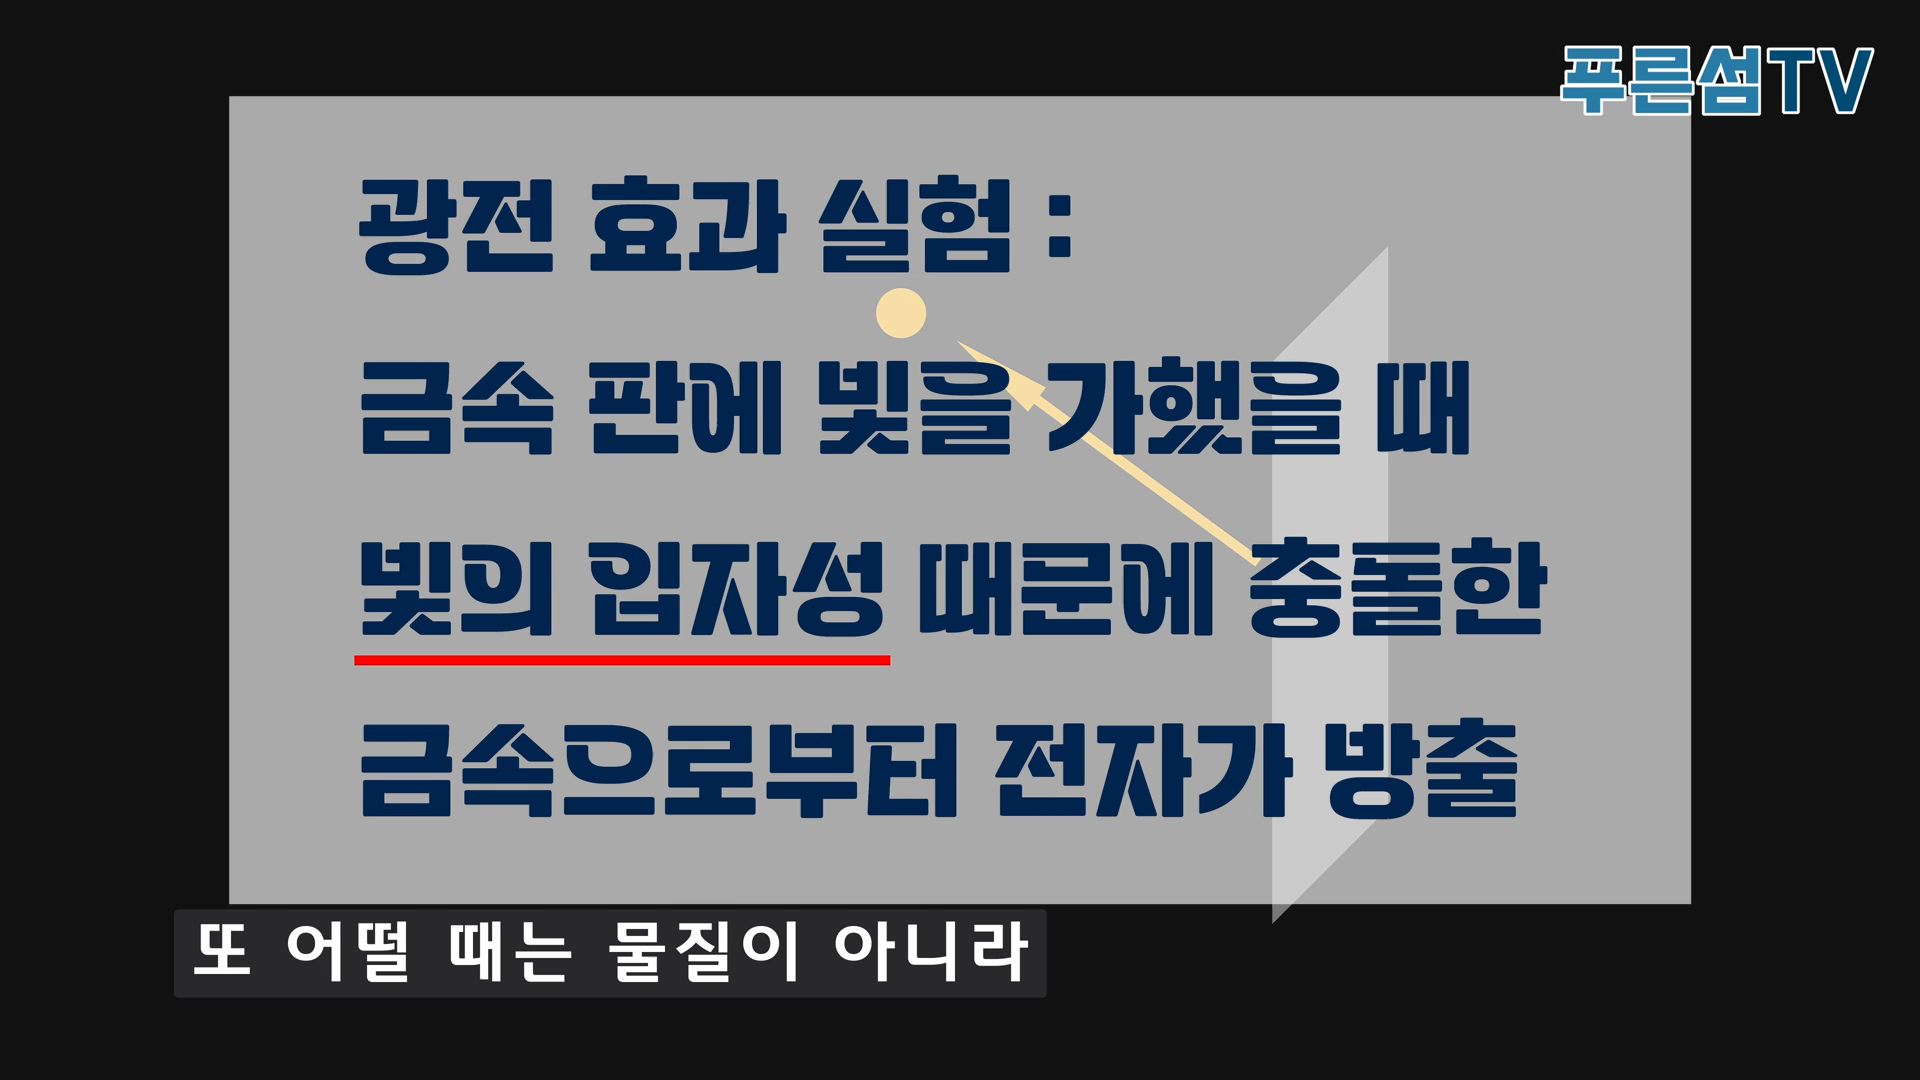 푸른섬TV
광전 효과 실험 :
금속 판에 빛을 가했을 때
빛의 입자성 때문에 충돌한
금속으로부터 전자가 방출
또 어떨 때는 물질이 아니라